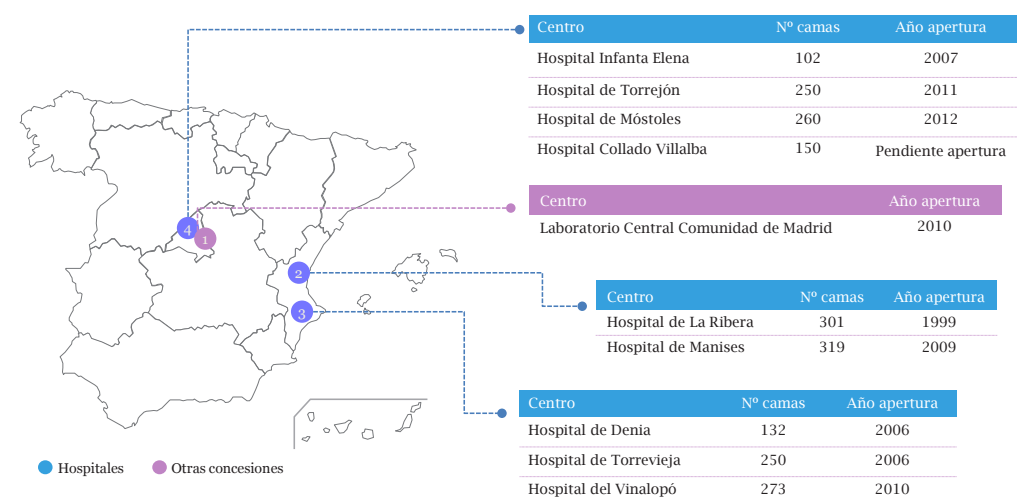 Centro Nº camas Año apertura
Hospital Infanta Elena 102 2007
Hospital de Torrejón 250 2011
Hospital de Móstoles 260 2012
Hospital Collado Villalba 150 Pendiente apertura
Centro Año apertura
Laboratorio Central Comunidad de Madrid 2010
4
1
2
3
Centro Nº camas Año apertura
Hospital de La Ribera 301 1999
Hospital de Manises 319 2009
Centro Nº camas Año apertura
Hospital de Denia 132 2006
Hospital de Torrevieja 250 2006
Hospital del Vinalopó 273 2010
Hospitales Otras concesiones